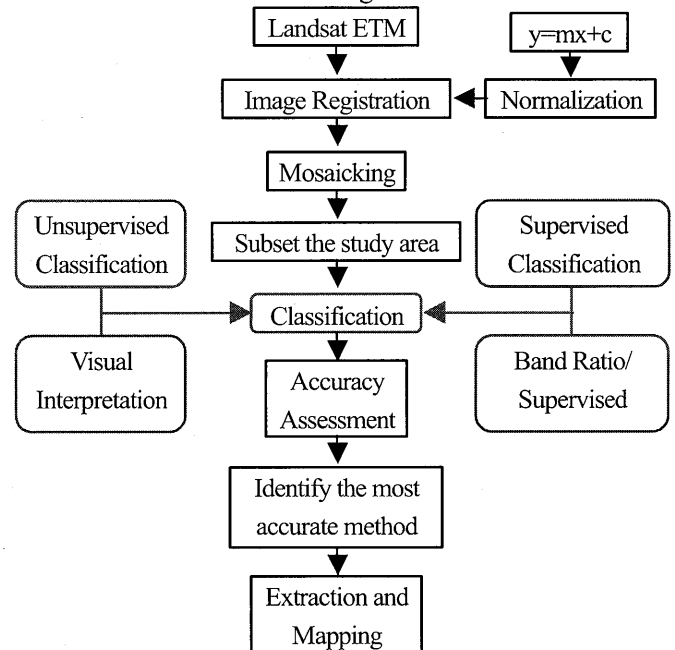 Landsat ETM
y=mx+c
Image Registration
Normalization
Mosaicking
Unsupervised
Classification
Subset the study area
Supervised
Classification
Classification
Visual
Interpretation
Accuracy
Assessment
Band Ratio/
Supervised
Identify the most
accurate method
Extraction and
Mapping